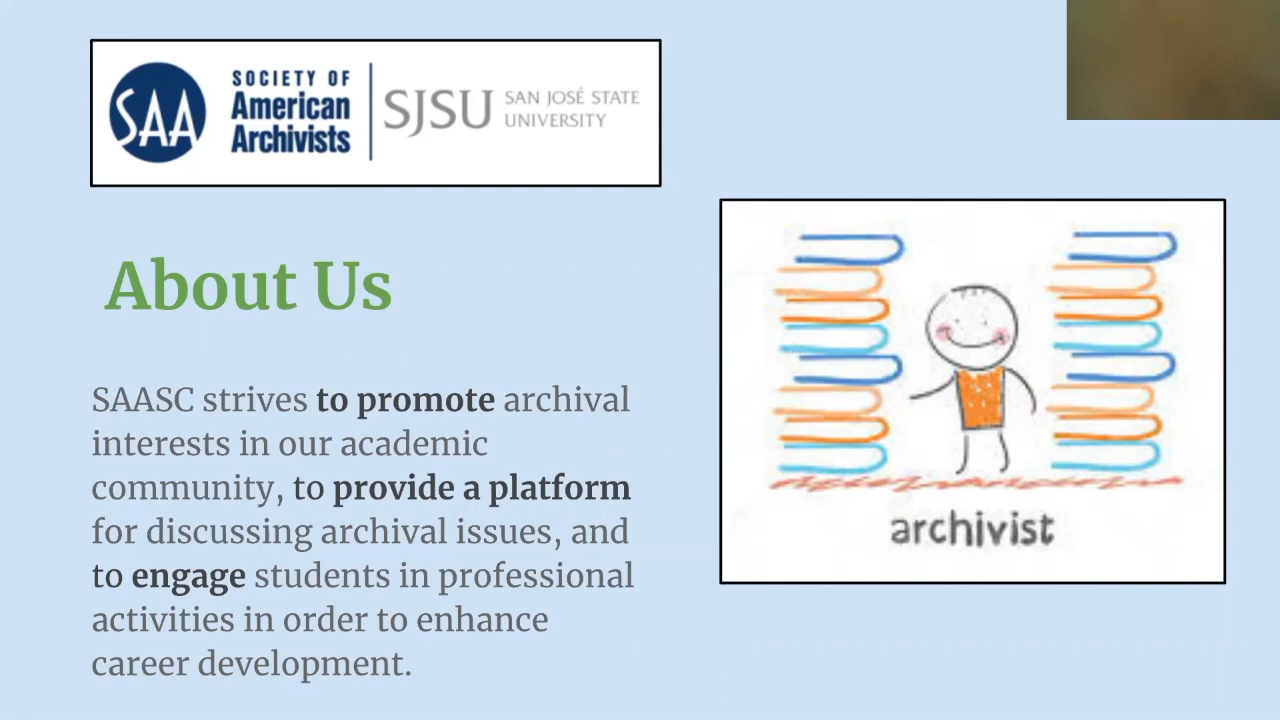 SAA
SOCIETY OF
American
Archivists
SJSU
SAN JOSÉ STATE
UNIVERSITY
About Us
SAASC strives to promote archival
interests in our academic
community, to provide a platform
for discussing archival issues, and
to engage students in professional
activities in order to enhance
career development.
archivist